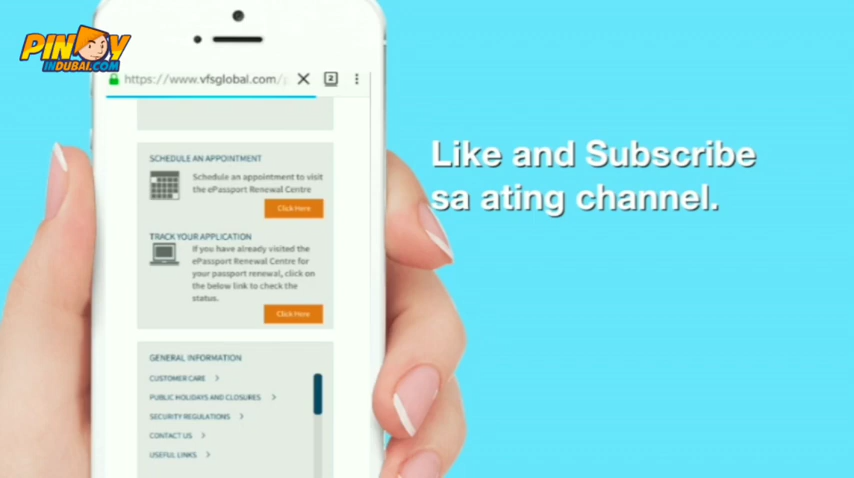 PINOY
INDUBAI.COM
https://www.vfsglobal.com/
2
Like and Subscribe
sa ating channel.
SCHEDULE AN APPOINTMENT
Schedule an appointment to visit
the ePassport Renewal Centre
Click Here
TRACK YOUR APPLICATION
If you have already visited the
ePassport Renewal Centre for
your passport renewal, click on
the below link to check the
status.
Click Here
GENERAL INFORMATION
CUSTOMER CARE
PUBLIC HOLIDAYS AND CLOSURES
SECURITY REGULATIONS
CONTACT US
USEFUL LINKS